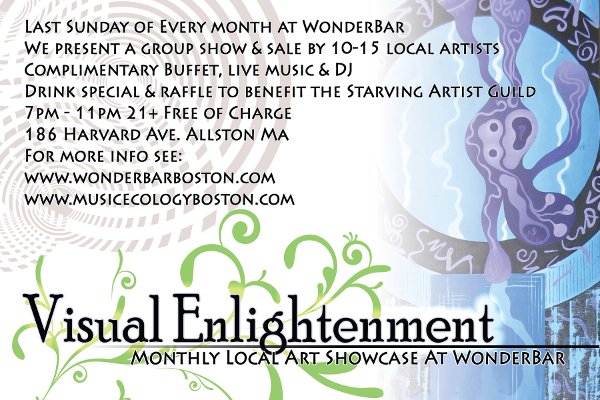 Last Sunday of Every month at WonderBar
We present a group show & sale by 10-15 local artists
Complimentary Buffet, live music & DJ
Drink special & raffle to benefit the Starving Artist Guild
7pm - 11pm 21+ Free of Charge
186 Harvard Ave. Allston Ma
For more info see:
www.wonderbarboston.com
www.musicecologyboston.com
Visual Enlightenment
Monthly Local Art Showcase At WonderBar